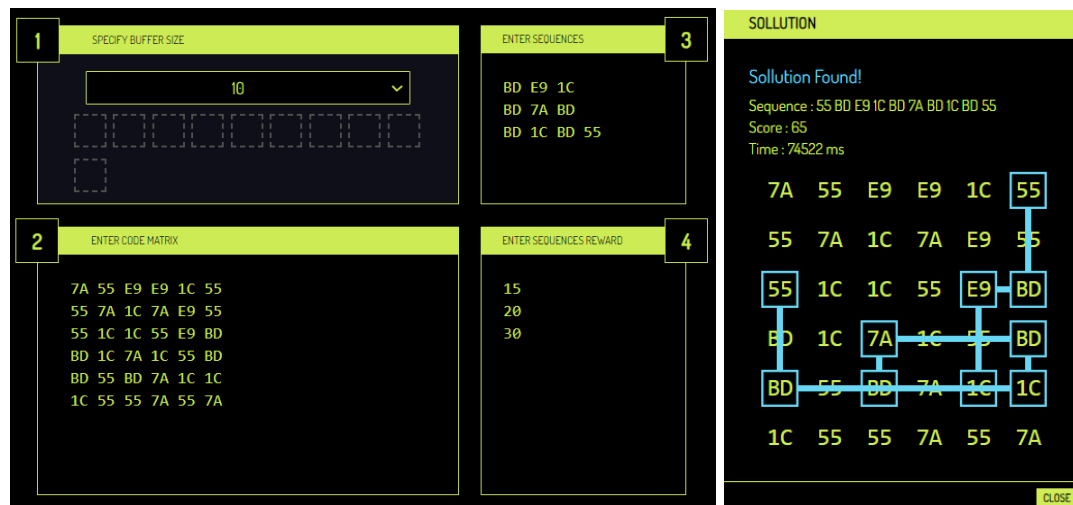 1
SPECIFY BUFFER SIZE
10
ENTER SEQUENCES
3
BD E9 1C
BD 7A BD
BD 1C BD 55
2
ENTER CODE MATRIX
7A 55 E9 E9 1C 55
55 7A 1C 7A E9 55
55 1C 1C 55 E9 BD
BD 1C 7A 1C 55 BD
BD 55 BD 7A 1C 1C
1C 55 55 7A 55 7A
ENTER SEQUENCES REWARD
4
15
20
30
SOLLUTION
Sollution Found!
Sequence : 55 BD E9 1C BD 7A BD 1C BD 55
Score : 65
Time : 74522 ms
7A 55 E9 E9 1C 55
55 7A 1C 7A E9 55
55 1C 1C 55 E9 BD
BD 1C 7A 1C 55 BD
BD 55 BD 7A 1C 1C
1C 55 55 7A 55 7A
CLOSE